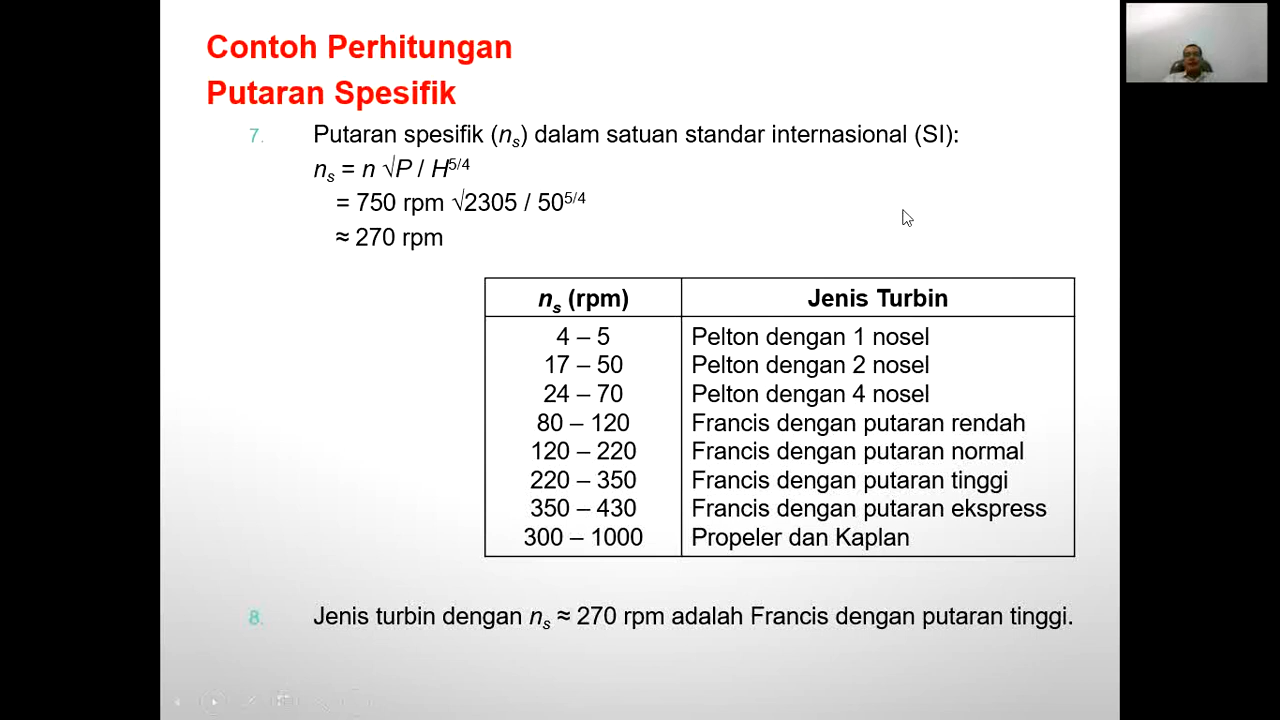 Contoh Perhitungan
Putaran Spesifik
7. Putaran spesifik (nₛ) dalam satuan standar internasional (SI):
nₛ = n √P / H⁵/⁴
= 750 rpm √2305 / 50⁵/⁴
≈ 270 rpm
nₛ (rpm) Jenis Turbin
4 – 5 Pelton dengan 1 nosel
17 – 50 Pelton dengan 2 nosel
24 – 70 Pelton dengan 4 nosel
80 – 120 Francis dengan putaran rendah
120 – 220 Francis dengan putaran normal
220 – 350 Francis dengan putaran tinggi
350 – 430 Francis dengan putaran ekspress
300 – 1000 Propeler dan Kaplan
8. Jenis turbin dengan nₛ ≈ 270 rpm adalah Francis dengan putaran tinggi.